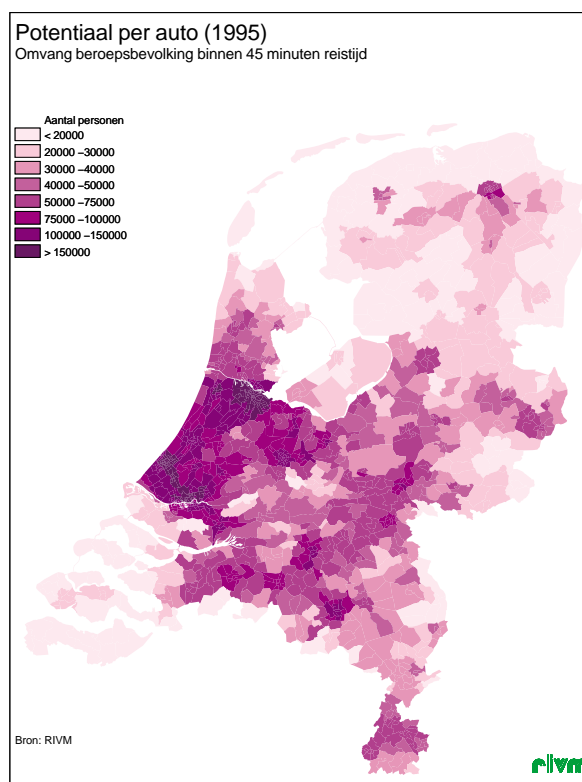 Potentiaal per auto (1995)
Omvang beroepsbevolking binnen 45 minuten reistijd
Aantal personen
< 20000
20000 –30000
30000 –40000
40000 –50000
50000 –75000
75000 –100000
100000 –150000
> 150000
Bron: RIVM
rivm